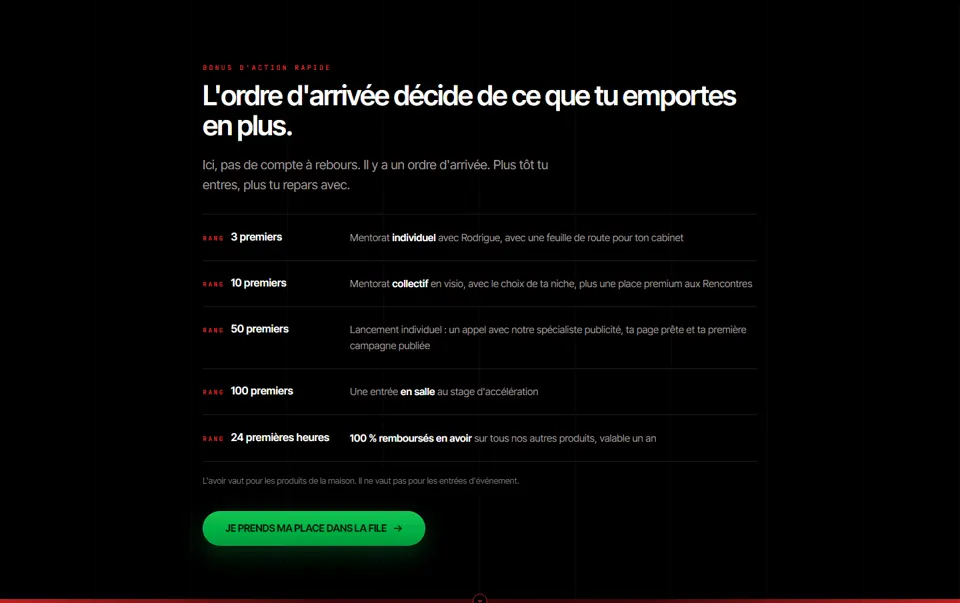 BONUS D'ACTION RAPIDE
L'ordre d'arrivée décide de ce que tu emportes
en plus.
Ici, pas de compte à rebours. Il y a un ordre d'arrivée. Plus tôt tu
entres, plus tu repars avec.
RANG 3 premiers Mentorat individuel avec Rodrigue, avec une feuille de route pour ton cabinet
RANG 10 premiers Mentorat collectif en visio, avec le choix de ta niche, plus une place premium aux Rencontres
RANG 50 premiers Lancement individuel : un appel avec notre spécialiste publicité, ta page prête et ta première
campagne publiée
RANG 100 premiers Une entrée en salle au stage d'accélération
RANG 24 premières heures 100 % remboursés en avoir sur tous nos autres produits, valable un an
L'avoir vaut pour les produits de la maison. Il ne vaut pas pour les entrées d'événement.
JE PRENDS MA PLACE DANS LA FILE →